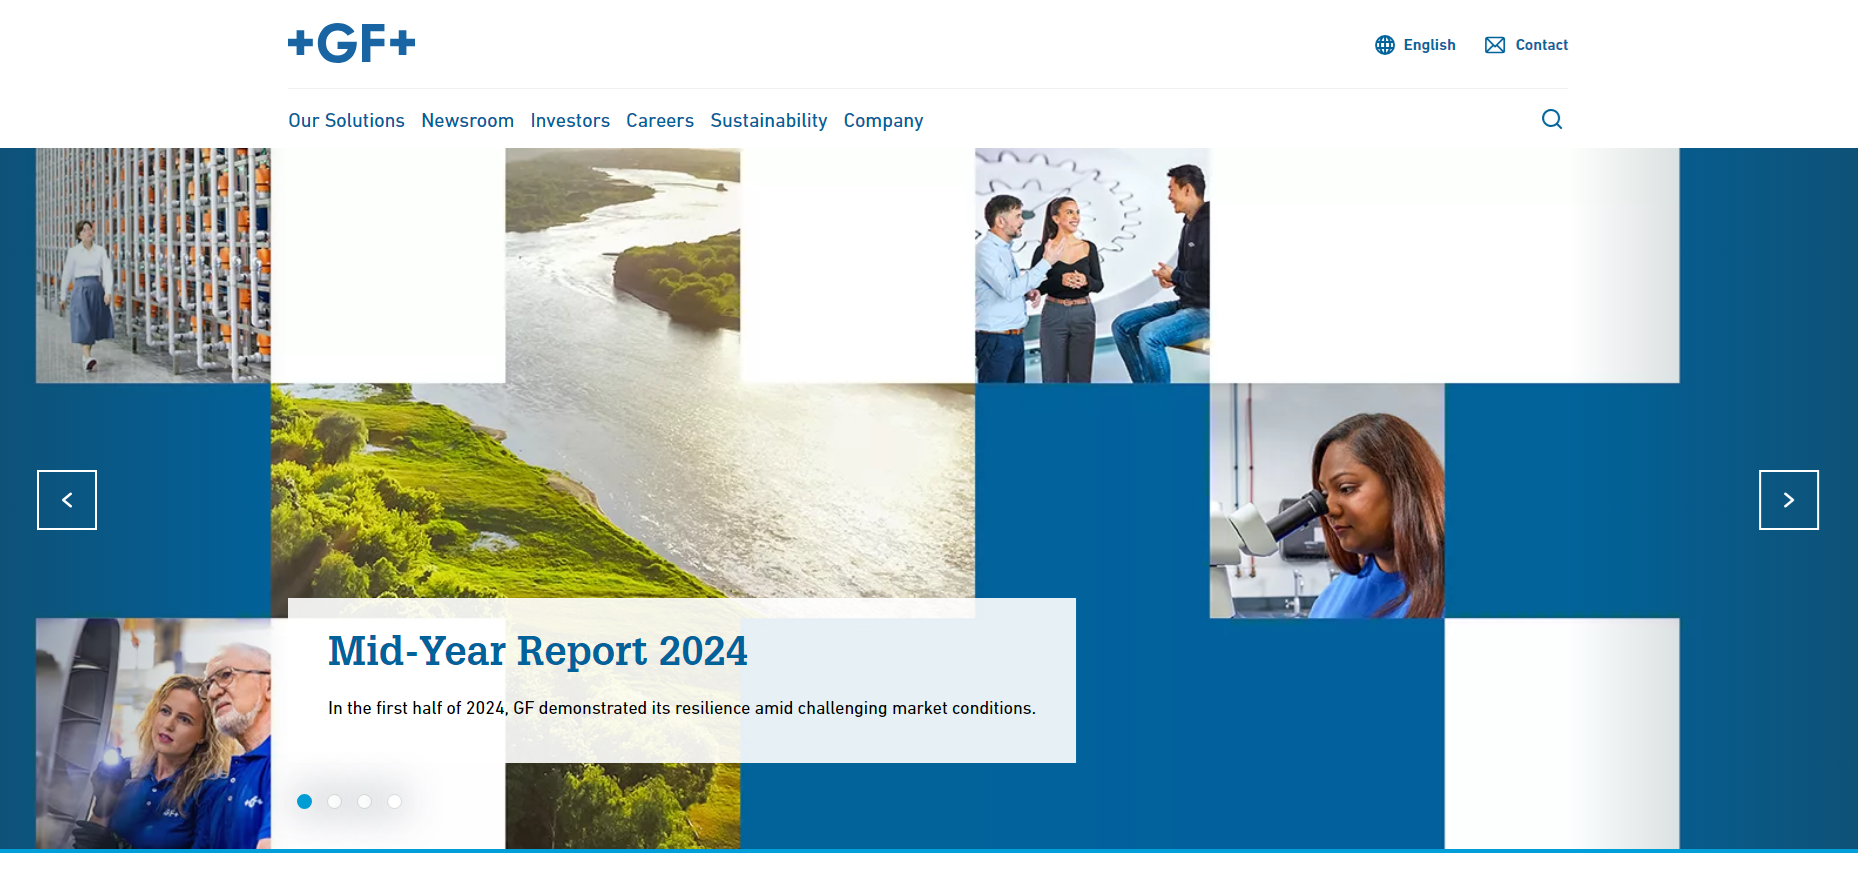 +GF+
English Contact
Our Solutions Newsroom Investors Careers Sustainability Company
Mid-Year Report 2024
In the first half of 2024, GF demonstrated its resilience amid challenging market conditions.